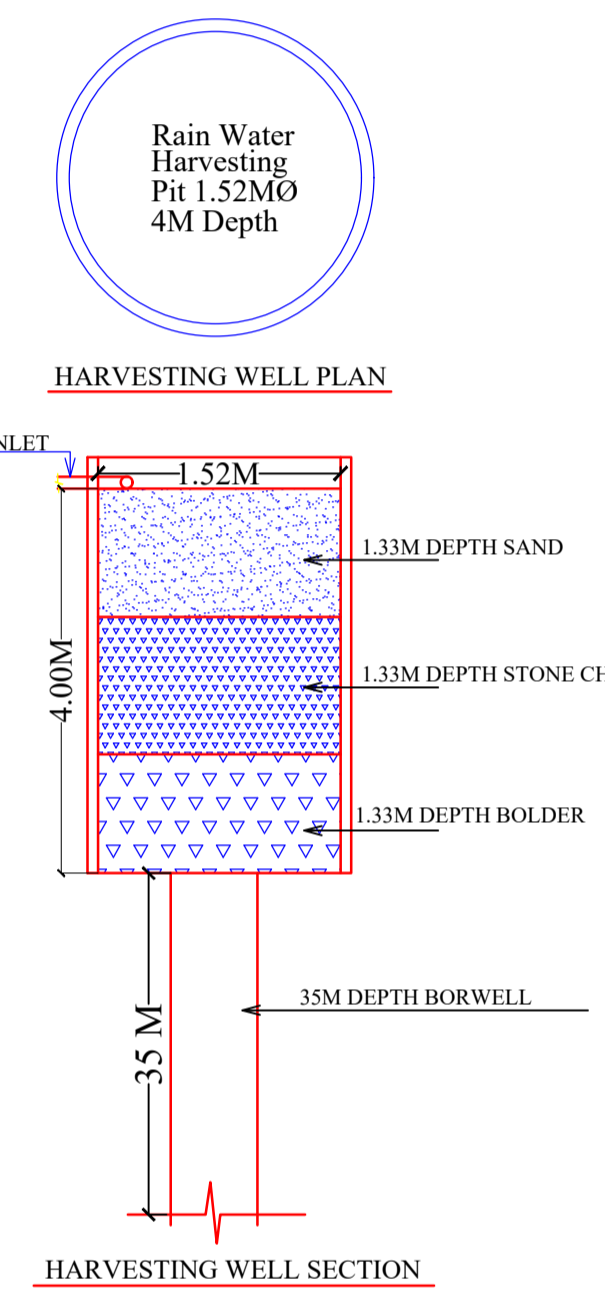 Rain Water
Harvesting
Pit 1.52MØ
4M Depth
HARVESTING WELL PLAN
NLET
1.52M
1.33M DEPTH SAND
4.00M
1.33M DEPTH STONE CH
1.33M DEPTH BOLDER
35M DEPTH BORWELL
35 M
HARVESTING WELL SECTION